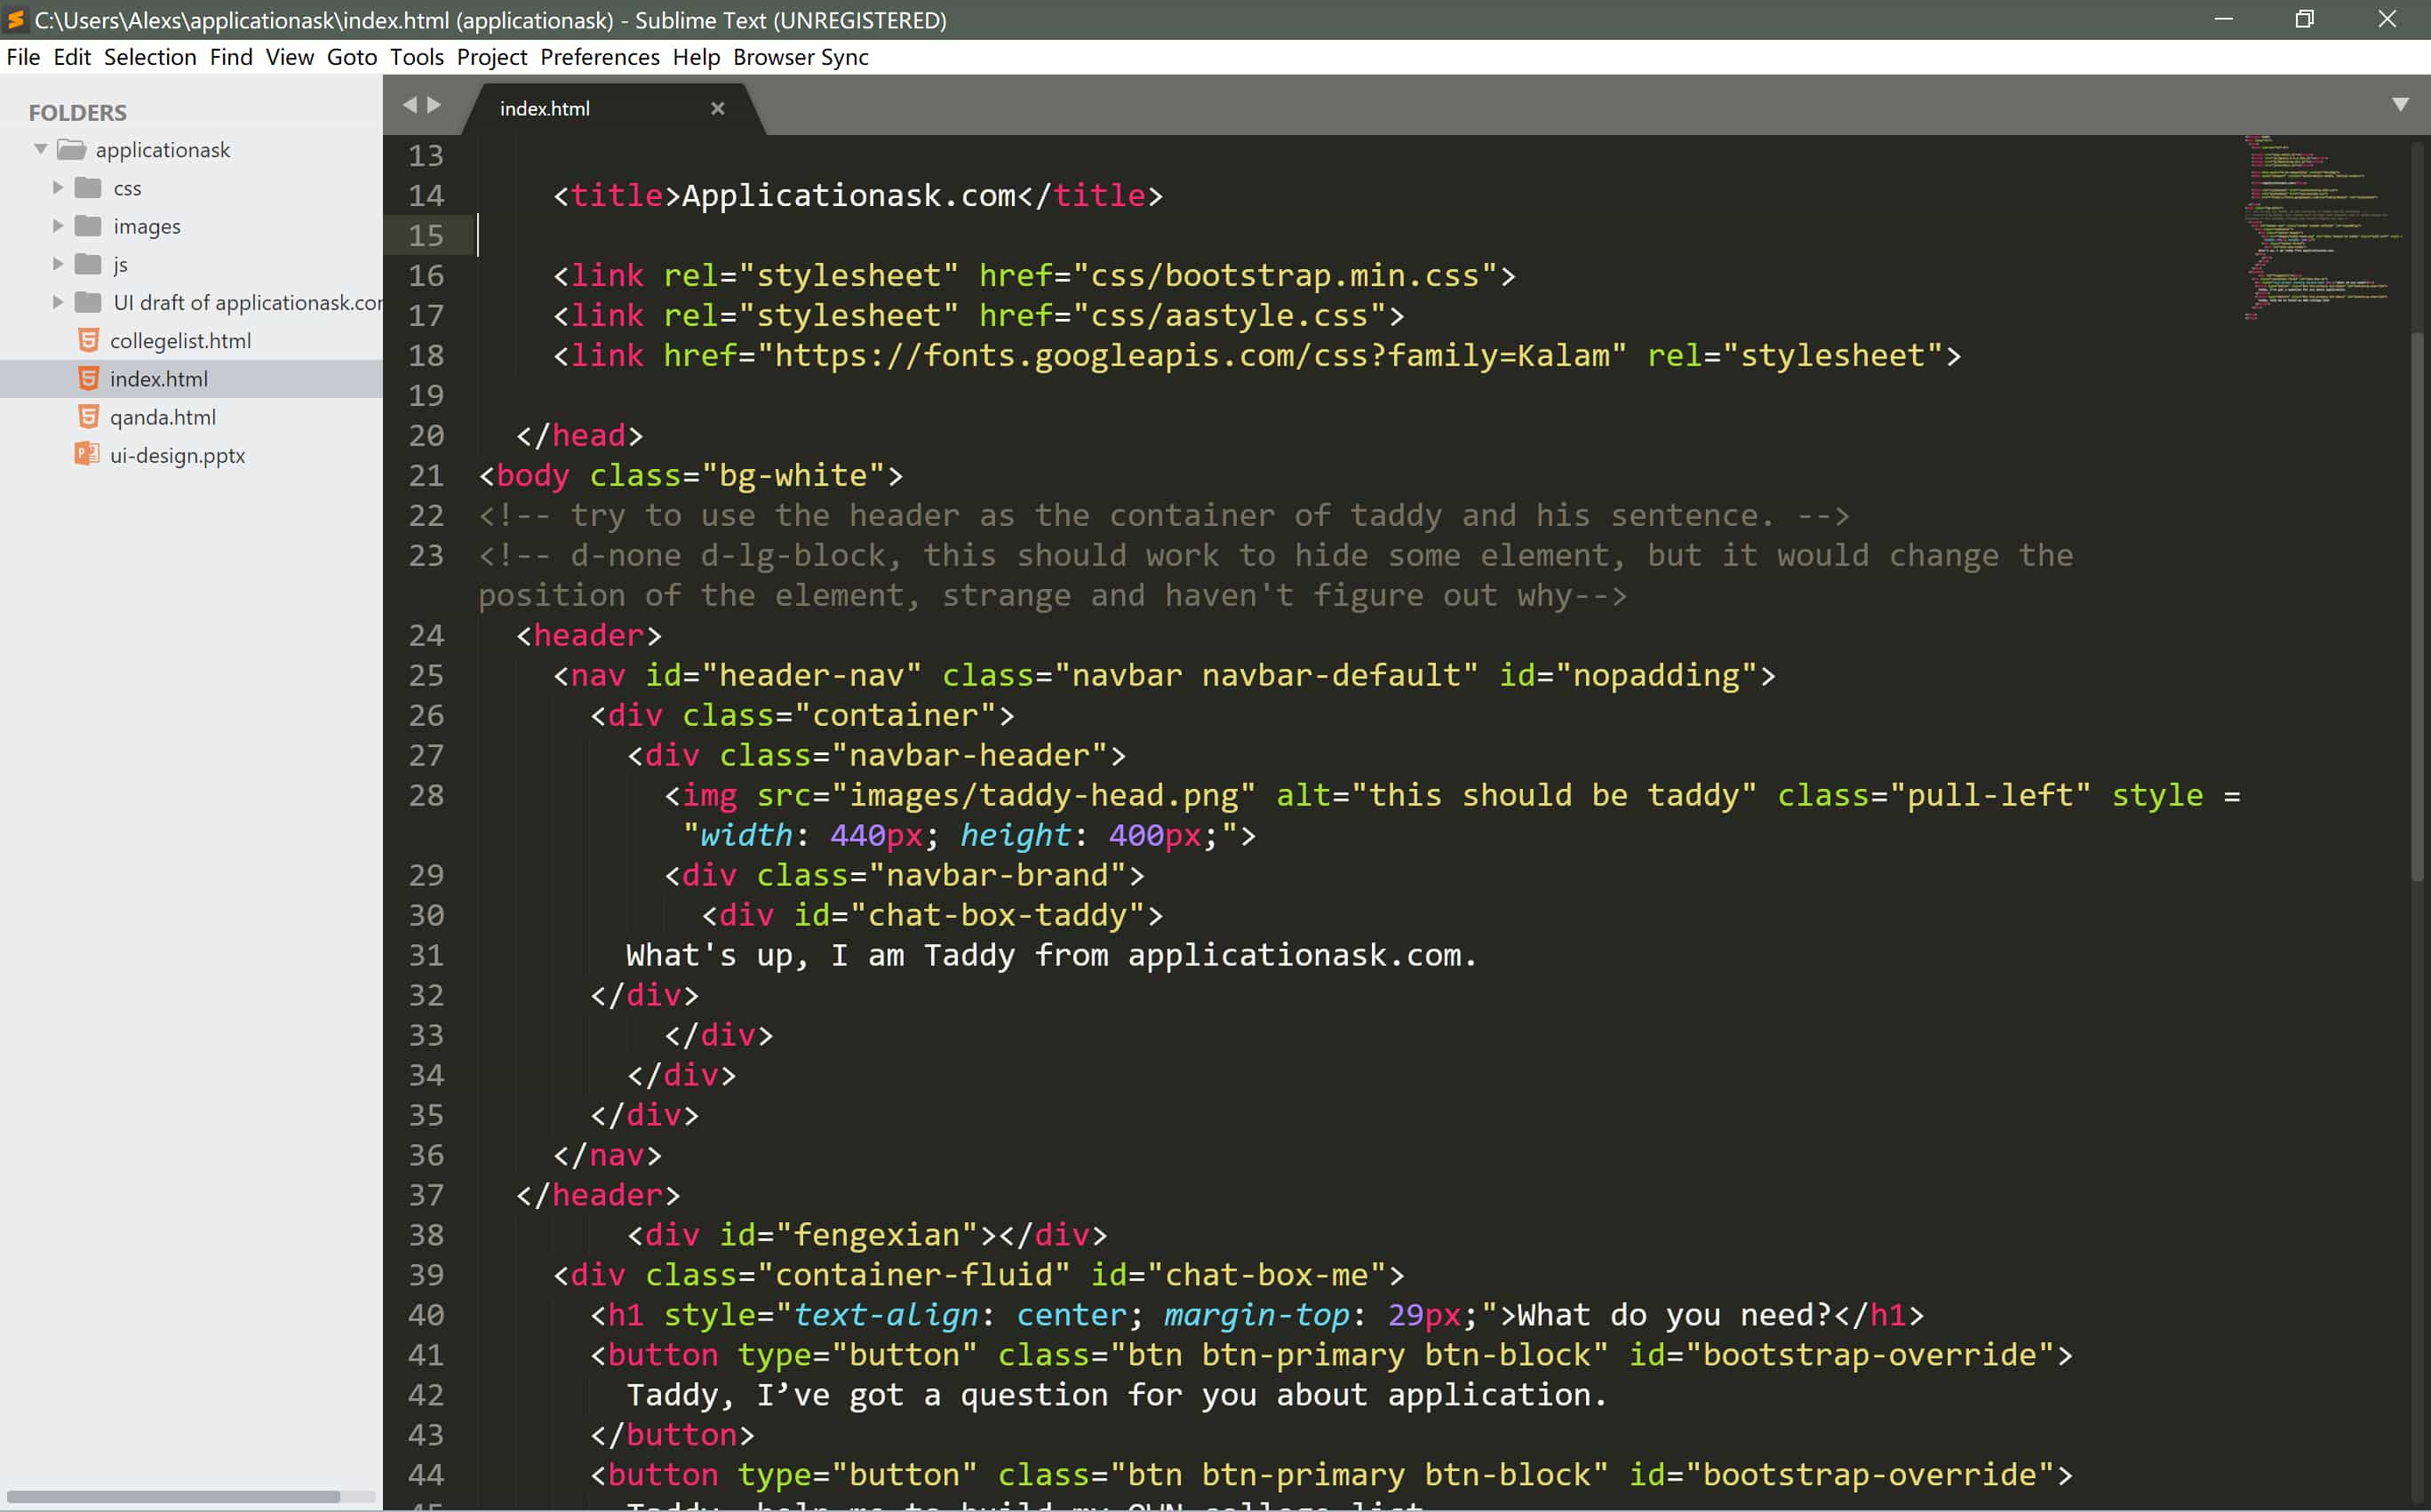 C:\Users\Alexs\applicationask\index.html (applicationask) - Sublime Text (UNREGISTERED)
File Edit Selection Find View Goto Tools Project Preferences Help Browser Sync
FOLDERS
applicationask
css
images
js
UI draft of applicationask.cor
collegelist.html
index.html
qanda.html
ui-design.pptx
index.html
13
14 <title>Applicationask.com</title>
15
16 <link rel="stylesheet" href="css/bootstrap.min.css">
17 <link rel="stylesheet" href="css/aastyle.css">
18 <link href="https://fonts.googleapis.com/css?family=Kalam" rel="stylesheet">
19
20 </head>
21 <body class="bg-white">
22 <!-- try to use the header as the container of taddy and his sentence. -->
23 <!-- d-none d-lg-block, this should work to hide some element, but it would change the
position of the element, strange and haven't figure out why-->
24 <header>
25 <nav id="header-nav" class="navbar navbar-default" id="nopadding">
26 <div class="container">
27 <div class="navbar-header">
28 <img src="images/taddy-head.png" alt="this should be taddy" class="pull-left" style =
"width: 440px; height: 400px;">
29 <div class="navbar-brand">
30 <div id="chat-box-taddy">
31 What's up, I am Taddy from applicationask.com.
32 </div>
33 </div>
34 </div>
35 </div>
36 </nav>
37 </header>
38 <div id="fengexian"></div>
39 <div class="container-fluid" id="chat-box-me">
40 <h1 style="text-align: center; margin-top: 29px;">What do you need?</h1>
41 <button type="button" class="btn btn-primary btn-block" id="bootstrap-override">
42 Taddy, I’ve got a question for you about application.
43 </button>
44 <button type="button" class="btn btn-primary btn-block" id="bootstrap-override">
45 Taddy, help me to build my OWN college list